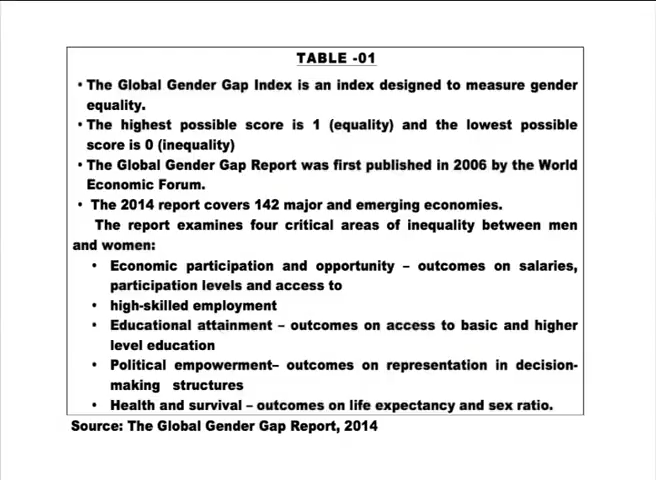 TABLE -01
• The Global Gender Gap Index is an index designed to measure gender
equality.
• The highest possible score is 1 (equality) and the lowest possible
score is 0 (inequality)
• The Global Gender Gap Report was first published in 2006 by the World
Economic Forum.
• The 2014 report covers 142 major and emerging economies.
The report examines four critical areas of inequality between men
and women:
• Economic participation and opportunity – outcomes on salaries,
participation levels and access to
• high-skilled employment
• Educational attainment – outcomes on access to basic and higher
level education
• Political empowerment– outcomes on representation in decision-
making structures
• Health and survival – outcomes on life expectancy and sex ratio.
Source: The Global Gender Gap Report, 2014